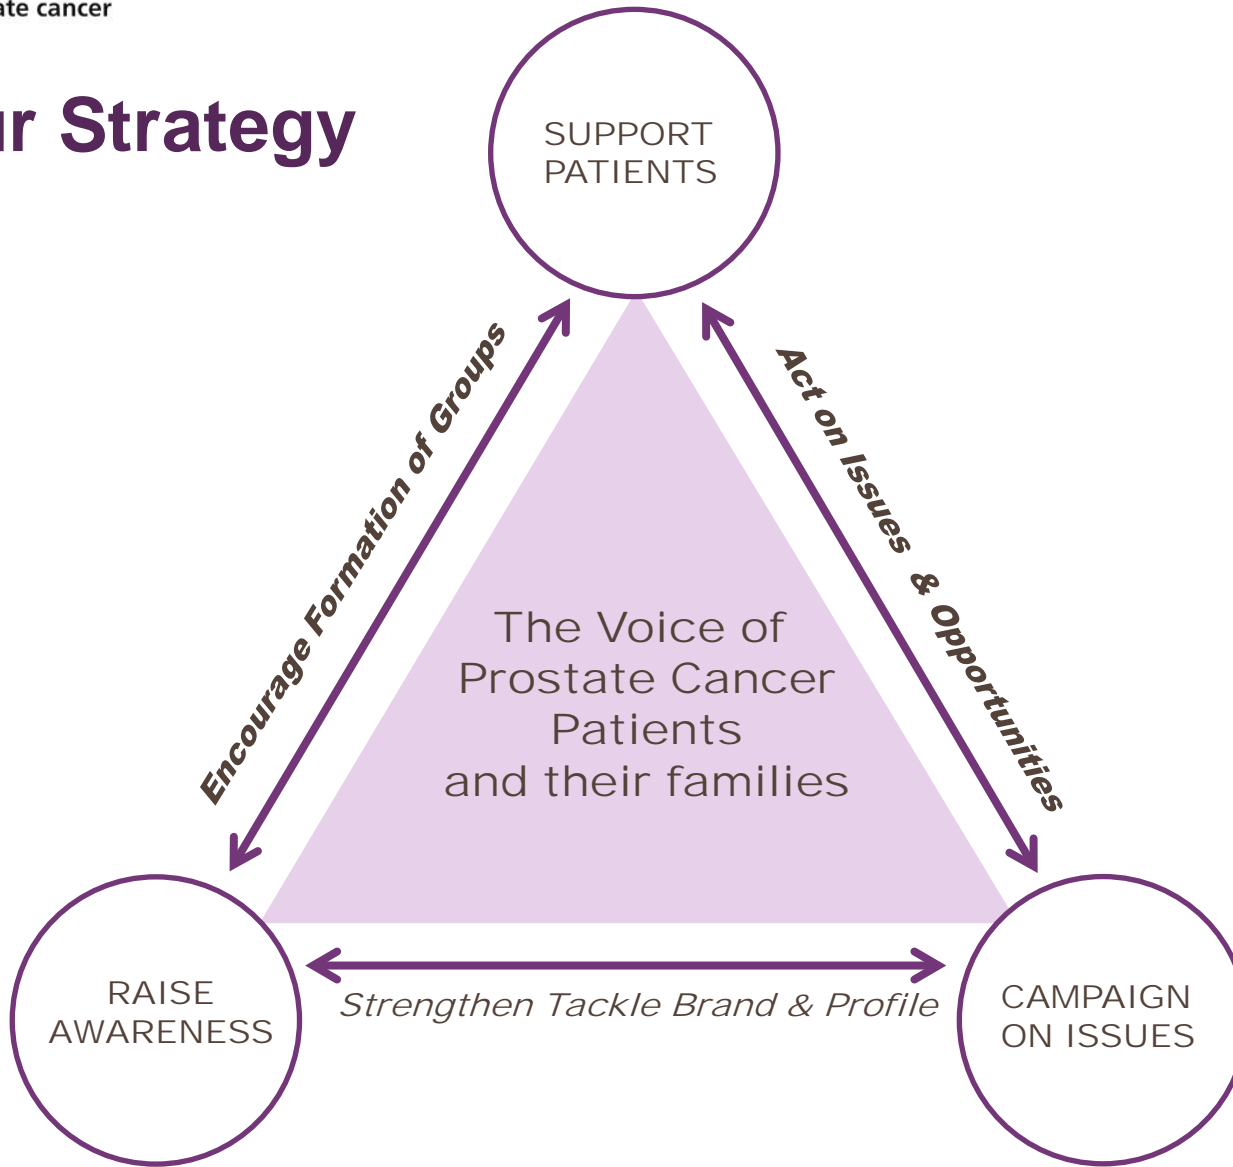 ate cancer
ur Strategy
SUPPORT
PATIENTS
Encourage Formation of Groups
Act on Issues & Opportunities
The Voice of
Prostate Cancer
Patients
and their families
RAISE
AWARENESS
Strengthen Tackle Brand & Profile
CAMPAIGN
ON ISSUES